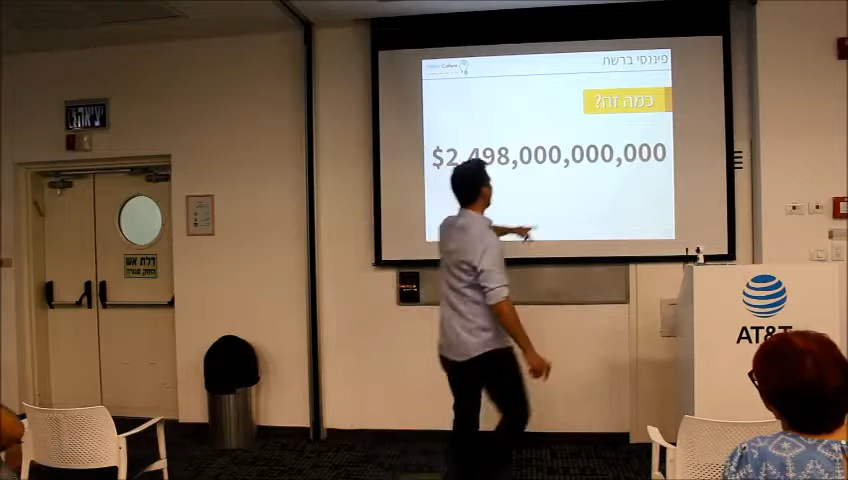 פיננסי ברשת
כמה זה?
$2,498,000,000,000
יציאה
דלת אש
AT&T